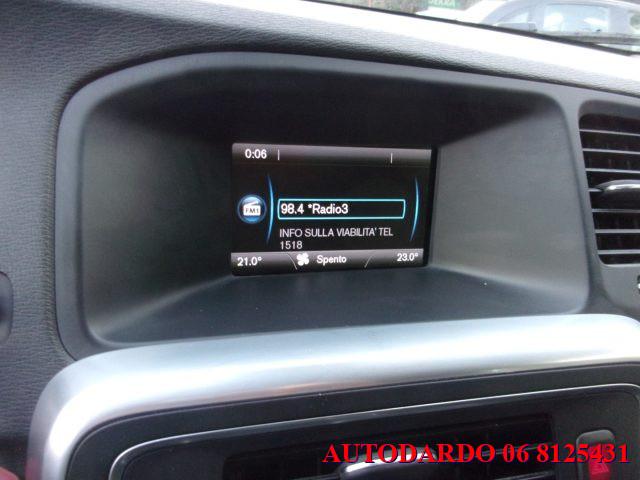 0:06
FM1
98.4 *Radio3
INFO SULLA VIABILITA' TEL
1518
21.0° Spento 23.0°
AUTODARDO 06 8125431